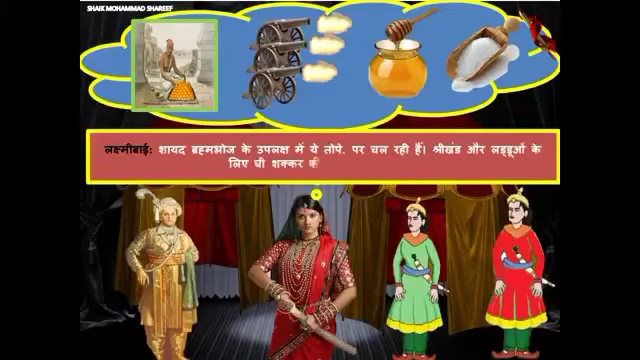 SHAIK MOHAMMAD SHAREEF
लक्ष्मीबाई: शायद ब्रह्मभोज के उपलक्ष में ये तोपे. पर चल रही हैं। श्रीखंड और लड्डूओं के
लिए घी शक्कर की